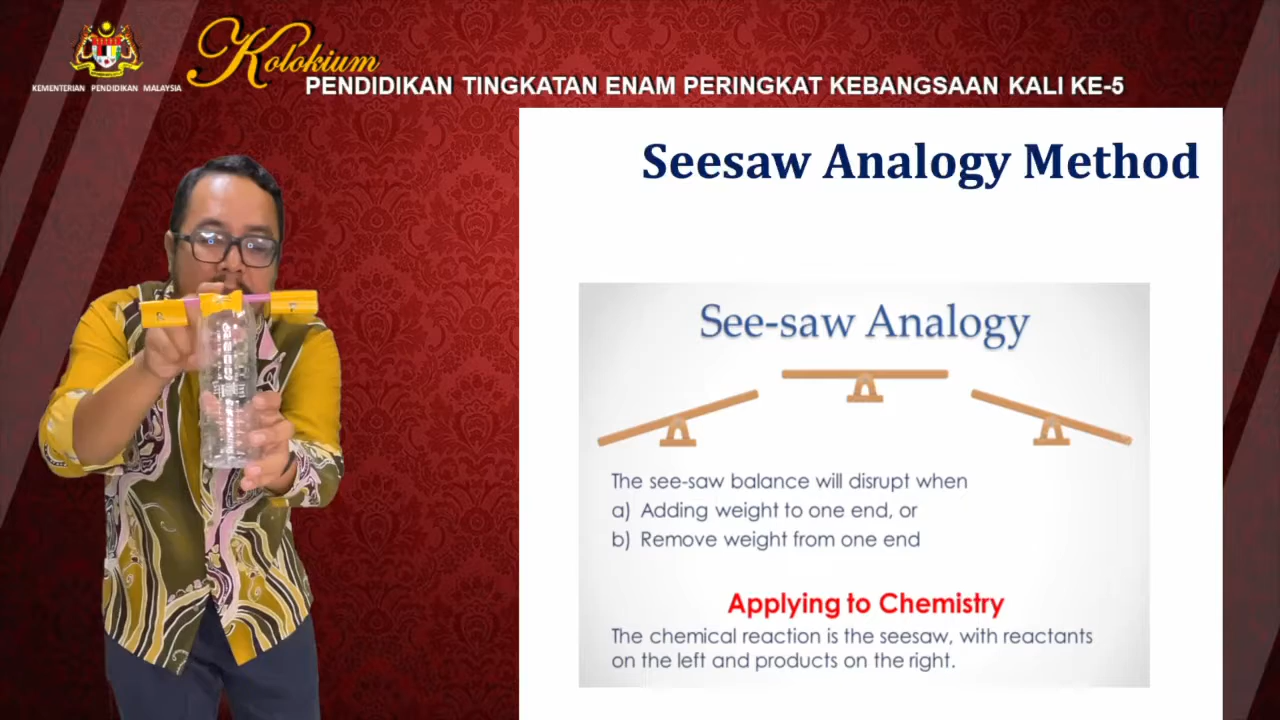 Kolokium
KEMENTERIAN PENDIDIKAN MALAYSIA
PENDIDIKAN TINGKATAN ENAM PERINGKAT KEBANGSAAN KALI KE-5
Seesaw Analogy Method
See-saw Analogy
The see-saw balance will disrupt when
a) Adding weight to one end, or
b) Remove weight from one end
Applying to Chemistry
The chemical reaction is the seesaw, with reactants
on the left and products on the right.